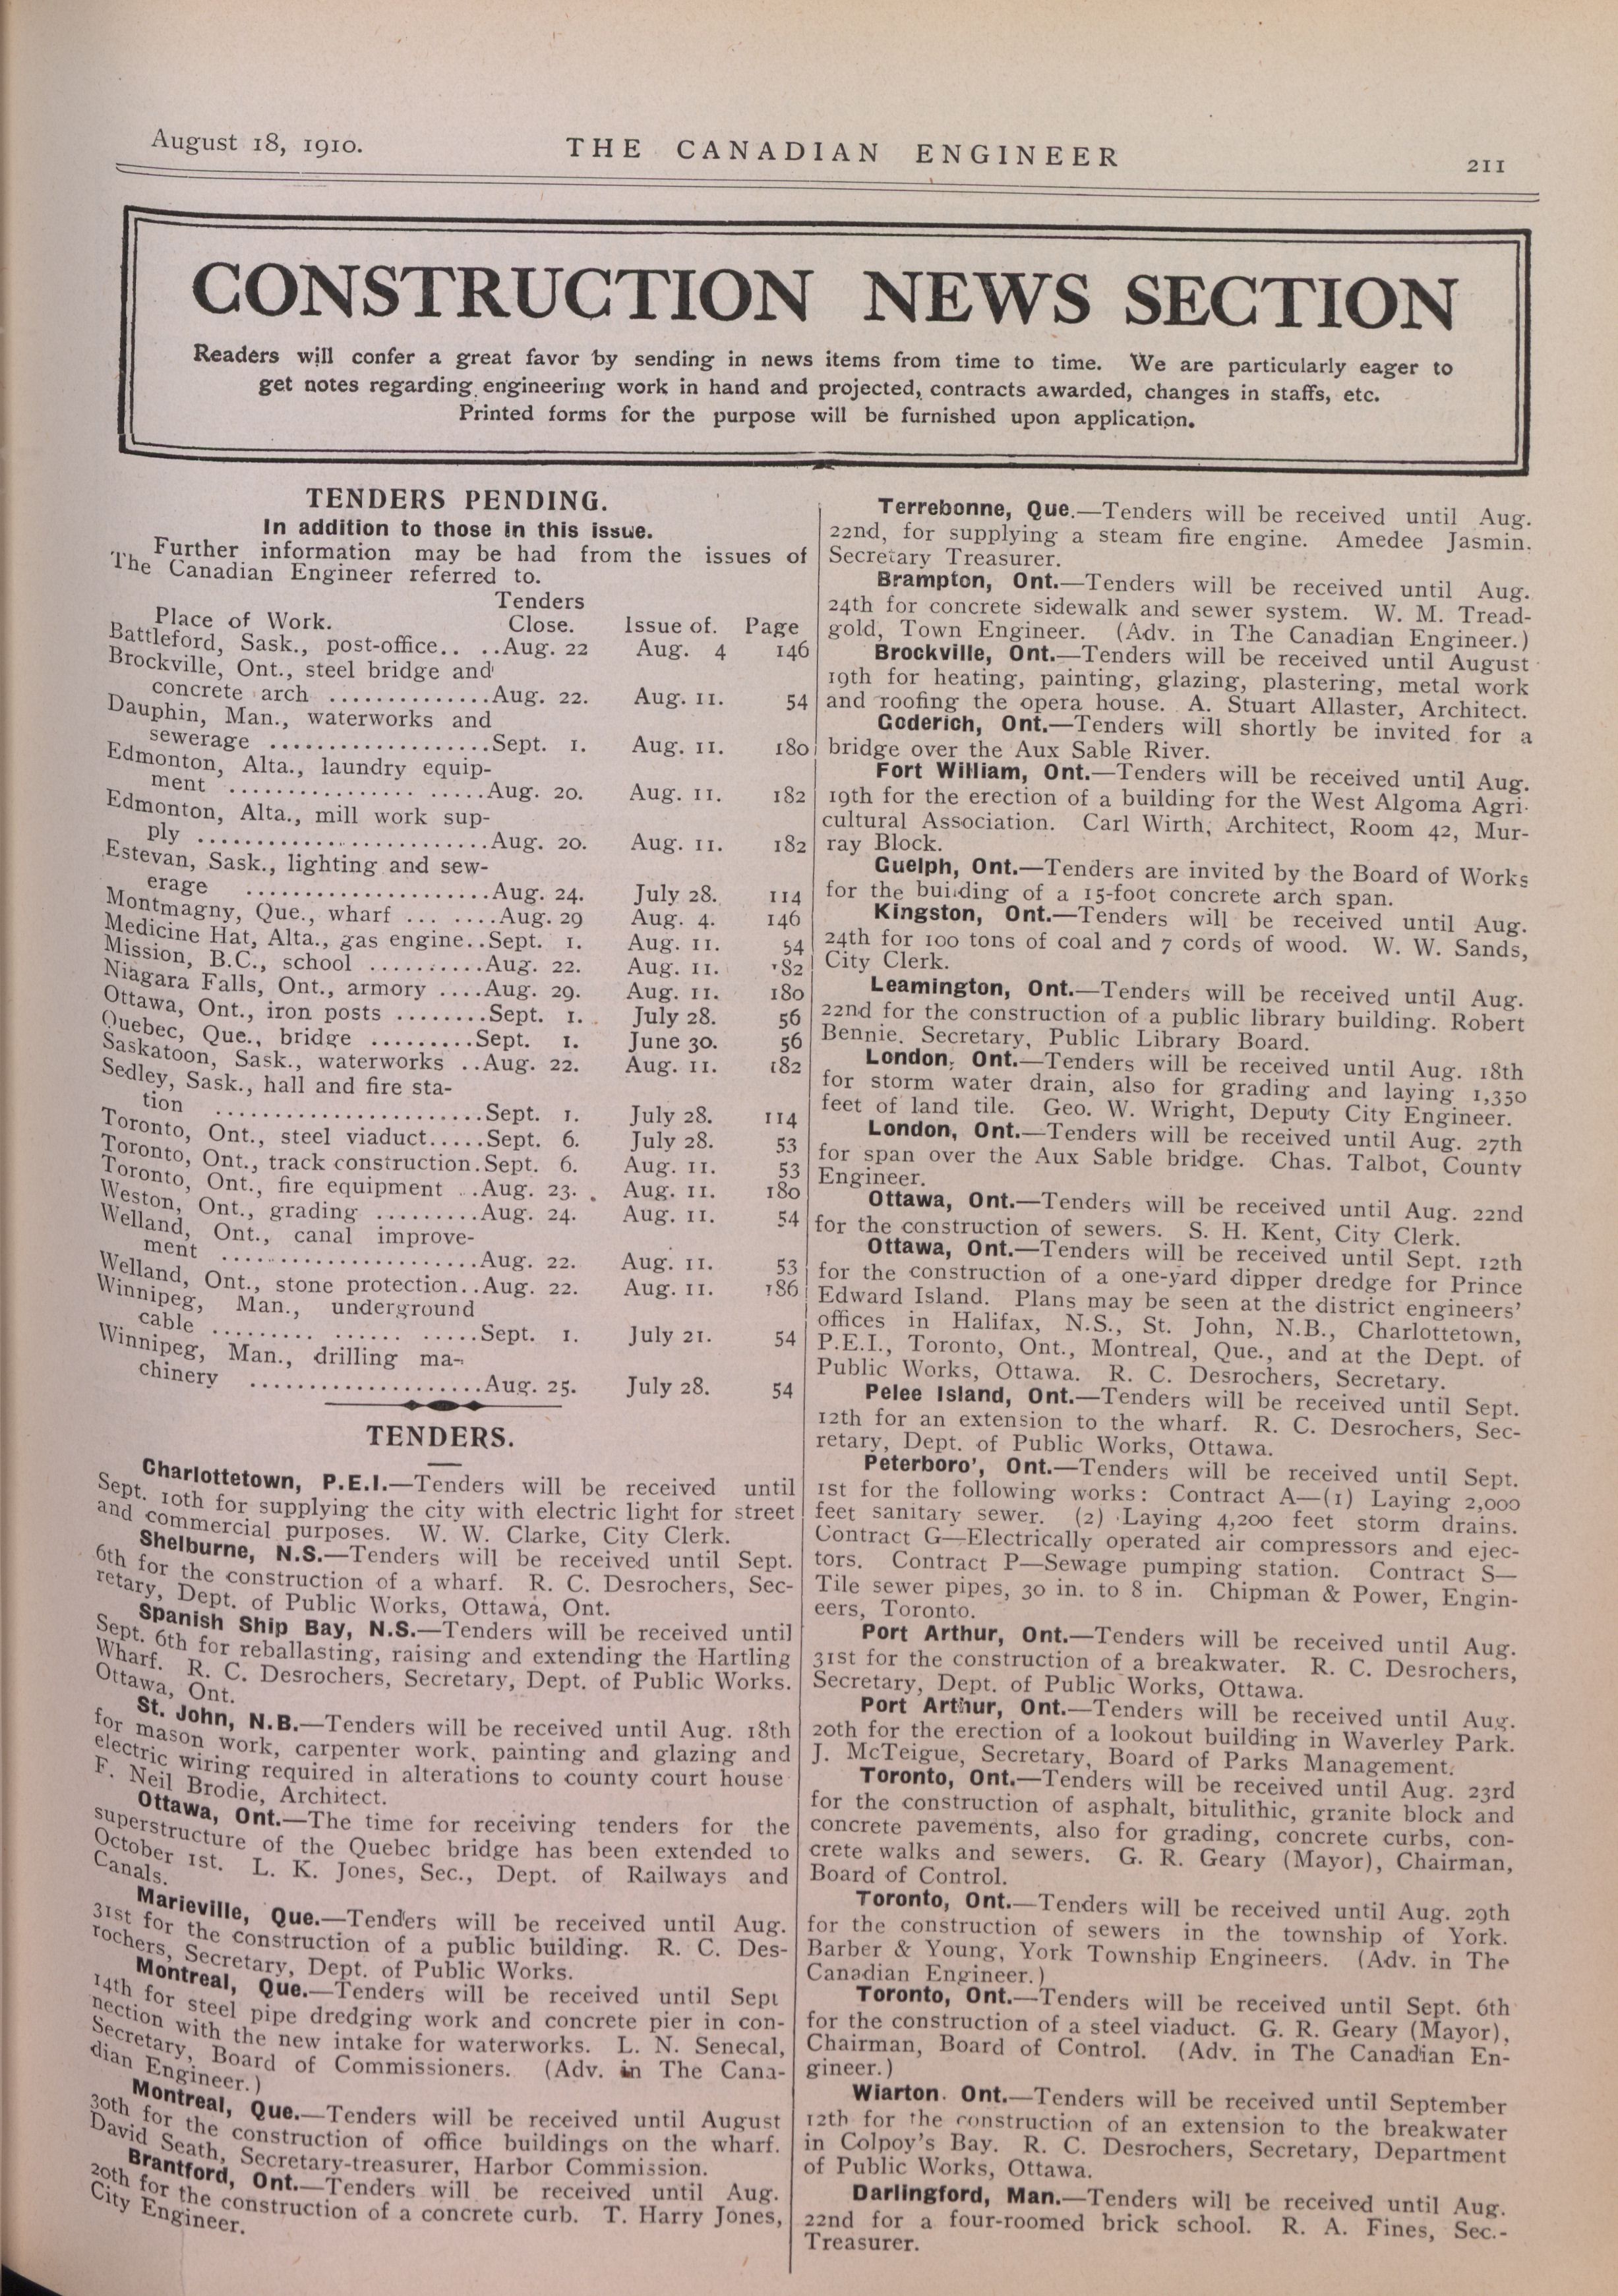 August 18, 1910.
THE CANADIAN ENGINEER
211
CONSTRUCTION NEWS SECTION
Readers will confer a great favor by sending in news items from time to time. We are particularly eager to
get notes regarding engineering work in hand and projected, contracts awarded, changes in staffs, etc.
Printed forms for the purpose will be furnished upon application.
TENDERS PENDING.
In addition to those in this issue.
Further information may be had from the issues of
The Canadian Engineer referred to.
Tenders
Place of Work. Close. Issue of. Page
Battleford, Sask., post-office.. ..Aug. 22 Aug. 4 146
Brockville, Ont., steel bridge and
concrete arch ..............Aug. 22. Aug. 11. 54
Dauphin, Man., waterworks and
sewerage ...................Sept. 1. Aug. 11. 180
Edmonton, Alta., laundry equip-
ment ................ .....Aug. 20. Aug. 11. 182
Edmonton, Alta., mill work sup-
ply .........................Aug. 20. Aug. 11. 182
Estevan, Sask., lighting and sew-
erage .....................Aug. 24. July 28. 114
Montmagny, Que., wharf ... ....Aug. 29 Aug. 4. 146
Medicine Hat, Alta., gas engine..Sept. 1. Aug. 11. 54
Mission, B.C., school ..........Aug. 22. Aug. 11. 182
Niagara Falls, Ont., armory ....Aug. 29. Aug. 11. 180
Ottawa, Ont., iron posts ........Sept. 1. July 28. 56
Quebec, Que., bridge .........Sept. 1. June 30. 56
Saskatoon, Sask., waterworks ..Aug. 22. Aug. 11. 182
Sedley, Sask., hall and fire sta-
tion .......................Sept. 1. July 28. 114
Toronto, Ont., steel viaduct.....Sept. 6. July 28. 53
Toronto, Ont., track construction.Sept. 6. Aug. 11. 53
Toronto, Ont., fire equipment ..Aug. 23. Aug. 11. 180
Weston, Ont., grading .........Aug. 24. Aug. 11. 54
Welland, Ont., canal improve-
ment ......................Aug. 22. Aug. 11. 53
Welland, Ont., stone protection..Aug. 22. Aug. 11. 186
Winnipeg, Man., underground
cable ......... ...... .....Sept. 1. July 21. 54
Winnipeg, Man., drilling ma-
chinery ....................Aug. 25. July 28. 54
TENDERS.
Charlottetown, P.E.I.—Tenders will be received until
Sept. 10th for supplying the city with electric light for street
and commercial purposes. W. W. Clarke, City Clerk.
Shelburne, N.S.—Tenders will be received until Sept.
6th for the construction of a wharf. R. C. Desrochers, Sec-
retary, Dept. of Public Works, Ottawa, Ont.
Spanish Ship Bay, N.S.—Tenders will be received until
Sept. 6th for reballasting, raising and extending the Hartling
Wharf. R. C. Desrochers, Secretary, Dept. of Public Works.
Ottawa, Ont.
St. John, N.B.—Tenders will be received until Aug. 18th
for mason work, carpenter work, painting and glazing and
electric wiring required in alterations to county court house
F. Neil Brodie, Architect.
Ottawa, Ont.—The time for receiving tenders for the
superstructure of the Quebec bridge has been extended to
October 1st. L. K. Jones, Sec., Dept. of Railways and
Canals.
Marieville, Que.—Tenders will be received until Aug.
31st for the construction of a public building. R. C. Des-
rochers, Secretary, Dept. of Public Works.
Montreal, Que.—Tenders will be received until Sept
14th for steel pipe dredging work and concrete pier in con-
nection with the new intake for waterworks. L. N. Senecal,
Secretary, Board of Commissioners. (Adv. in The Cana-
dian Engineer.)
Montreal, Que.—Tenders will be received until August
30th for the construction of office buildings on the wharf.
David Seath, Secretary-treasurer, Harbor Commission.
Brantford, Ont.—Tenders will be received until Aug.
20th for the construction of a concrete curb. T. Harry Jones,
City Engineer.
Terrebonne, Que.—Tenders will be received until Aug.
22nd, for supplying a steam fire engine. Amedee Jasmin.
Secretary Treasurer.
Brampton, Ont.—Tenders will be received until Aug.
24th for concrete sidewalk and sewer system. W. M. Tread-
gold, Town Engineer. (Adv. in The Canadian Engineer.)
Brockville, Ont.—Tenders will be received until August
19th for heating, painting, glazing, plastering, metal work
and roofing the opera house. A. Stuart Allaster, Architect.
Goderich, Ont.—Tenders will shortly be invited for a
bridge over the Aux Sable River.
Fort William, Ont.—Tenders will be received until Aug.
19th for the erection of a building for the West Algoma Agri-
cultural Association. Carl Wirth, Architect, Room 42, Mur-
ray Block.
Guelph, Ont.—Tenders are invited by the Board of Works
for the building of a 15-foot concrete arch span.
Kingston, Ont.—Tenders will be received until Aug.
24th for 100 tons of coal and 7 cords of wood. W. W. Sands,
City Clerk.
Leamington, Ont.—Tenders will be received until Aug.
22nd for the construction of a public library building. Robert
Bennie. Secretary, Public Library Board.
London, Ont.—Tenders will be received until Aug. 18th
for storm water drain, also for grading and laying 1,350
feet of land tile. Geo. W. Wright, Deputy City Engineer.
London, Ont.—Tenders will be received until Aug. 27th
for span over the Aux Sable bridge. Chas. Talbot, County
Engineer.
Ottawa, Ont.—Tenders will be received until Aug. 22nd
for the construction of sewers. S. H. Kent, City Clerk.
Ottawa, Ont.—Tenders will be received until Sept. 12th
for the construction of a one-yard dipper dredge for Prince
Edward Island. Plans may be seen at the district engineers'
offices in Halifax, N.S., St. John, N.B., Charlottetown,
P.E.I., Toronto, Ont., Montreal, Que., and at the Dept. of
Public Works, Ottawa. R. C. Desrochers, Secretary.
Pelee Island, Ont.—Tenders will be received until Sept.
12th for an extension to the wharf. R. C. Desrochers, Sec-
retary, Dept. of Public Works, Ottawa.
Peterboro', Ont.—Tenders will be received until Sept.
1st for the following works: Contract A—(1) Laying 2,000
feet sanitary sewer. (2) Laying 4,200 feet storm drains.
Contract G—Electrically operated air compressors and ejec-
tors. Contract P—Sewage pumping station. Contract S—
Tile sewer pipes, 30 in. to 8 in. Chipman & Power, Engin-
eers, Toronto.
Port Arthur, Ont.—Tenders will be received until Aug.
31st for the construction of a breakwater. R. C. Desrochers,
Secretary, Dept. of Public Works, Ottawa.
Port Arthur, Ont.—Tenders will be received until Aug.
20th for the erection of a lookout building in Waverley Park.
J. McTeigue, Secretary, Board of Parks Management.
Toronto, Ont.—Tenders will be received until Aug. 23rd
for the construction of asphalt, bitulithic, granite block and
concrete pavements, also for grading, concrete curbs, con-
crete walks and sewers. G. R. Geary (Mayor), Chairman,
Board of Control.
Toronto, Ont.—Tenders will be received until Aug. 29th
for the construction of sewers in the township of York.
Barber & Young, York Township Engineers. (Adv. in The
Canadian Engineer.)
Toronto, Ont.—Tenders will be received until Sept. 6th
for the construction of a steel viaduct. G. R. Geary (Mayor),
Chairman, Board of Control. (Adv. in The Canadian En-
gineer.)
Wiarton. Ont.—Tenders will be received until September
12th for the construction of an extension to the breakwater
in Colpoy's Bay. R. C. Desrochers, Secretary, Department
of Public Works, Ottawa.
Darlingford, Man.—Tenders will be received until Aug.
22nd for a four-roomed brick school. R. A. Fines, Sec.-
Treasurer.